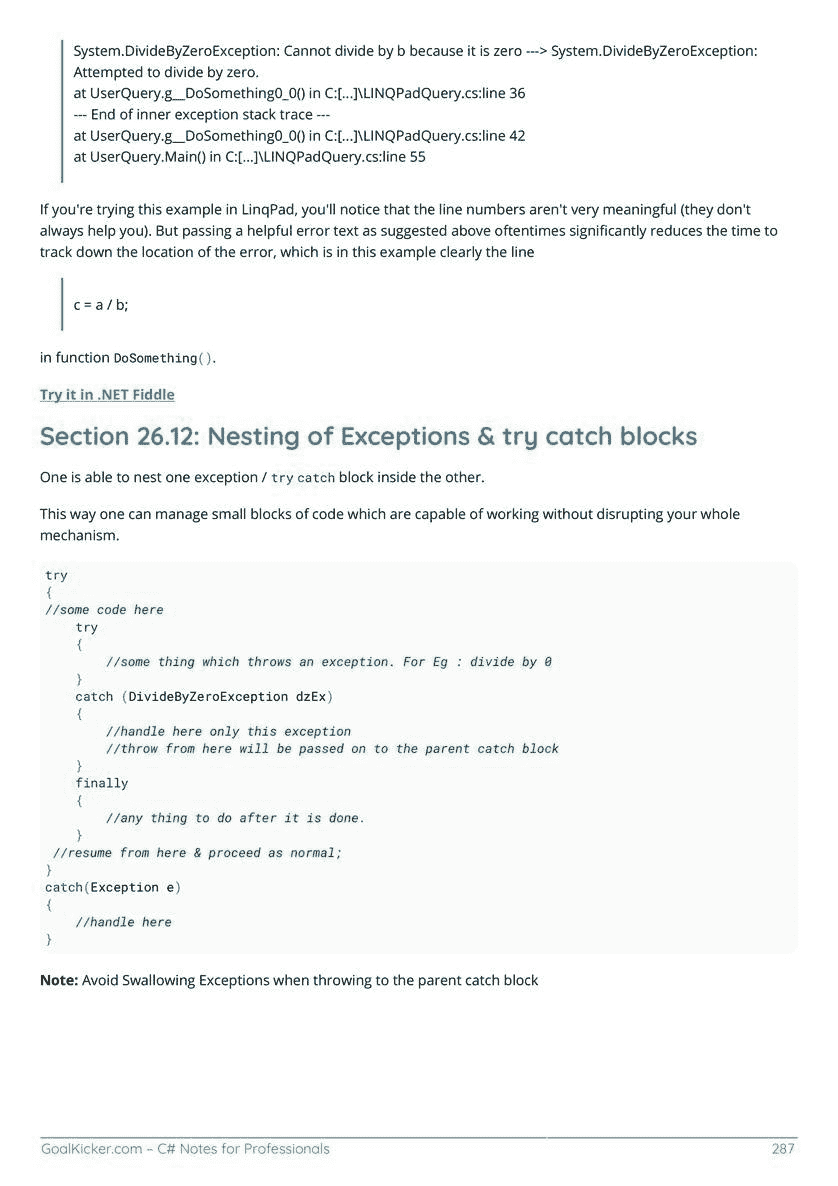 System.DivideByZeroException: Cannot divide by b because it is zero ---> System.DivideByZeroException:
Attempted to divide by zero.
at UserQuery.g__DoSomething0_0() in C:[...]\LINQPadQuery.cs:line 36
--- End of inner exception stack trace ---
at UserQuery.g__DoSomething0_0() in C:[...]\LINQPadQuery.cs:line 42
at UserQuery.Main() in C:[...]\LINQPadQuery.cs:line 55
If you're trying this example in LinqPad, you'll notice that the line numbers aren't very meaningful (they don't
always help you). But passing a helpful error text as suggested above oftentimes significantly reduces the time to
track down the location of the error, which is in this example clearly the line
c = a / b;
in function DoSomething().
Try it in .NET Fiddle
Section 26.12: Nesting of Exceptions & try catch blocks
One is able to nest one exception / try catch block inside the other.
This way one can manage small blocks of code which are capable of working without disrupting your whole
mechanism.
try
{
//some code here
    try
    {
        //some thing which throws an exception. For Eg : divide by 0
    }
    catch (DivideByZeroException dzEx)
    {
        //handle here only this exception
        //throw from here will be passed on to the parent catch block
    }
    finally
    {
        //any thing to do after it is done.
    }
 //resume from here & proceed as normal;
}
catch(Exception e)
{
    //handle here
}
Note: Avoid Swallowing Exceptions when throwing to the parent catch block
GoalKicker.com – C# Notes for Professionals 287